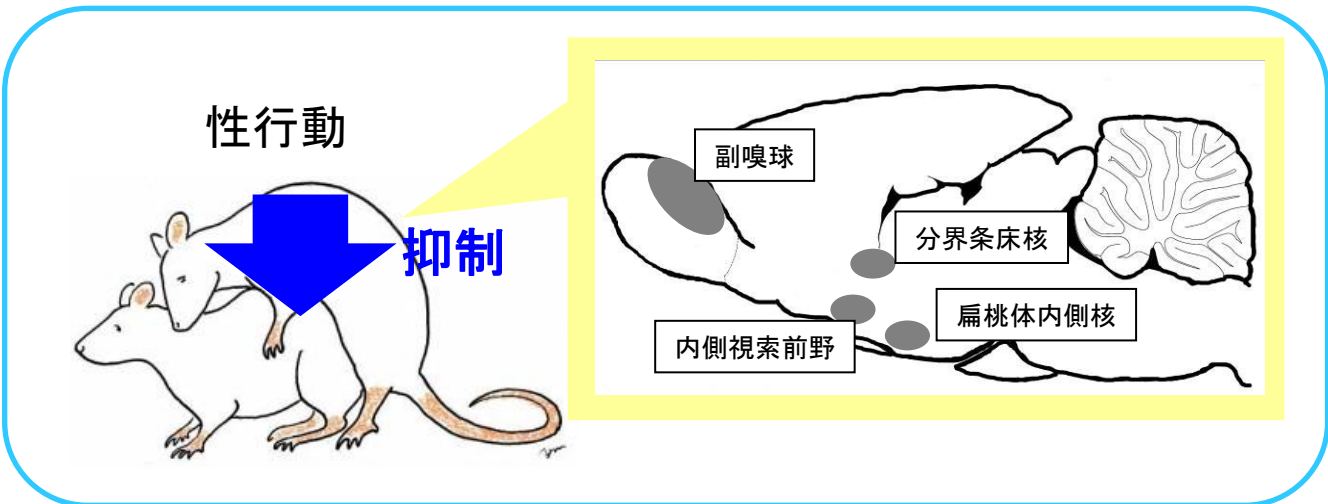 性行動
抑制
副嗅球
分界条床核
扁桃体内側核
内側視索前野